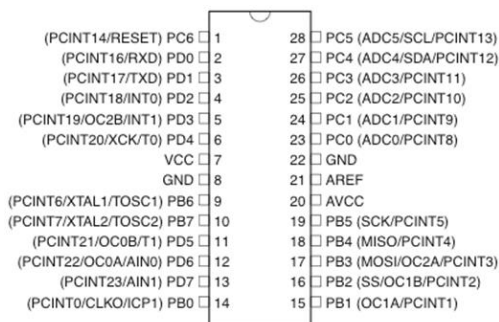 (PCINT14/RESET) PC6 1 28 PC5 (ADC5/SCL/PCINT13)
(PCINT16/RXD) PD0 2 27 PC4 (ADC4/SDA/PCINT12)
(PCINT17/TXD) PD1 3 26 PC3 (ADC3/PCINT11)
(PCINT18/INT0) PD2 4 25 PC2 (ADC2/PCINT10)
(PCINT19/OC2B/INT1) PD3 5 24 PC1 (ADC1/PCINT9)
(PCINT20/XCK/T0) PD4 6 23 PC0 (ADC0/PCINT8)
VCC 7 22 GND
GND 8 21 AREF
(PCINT6/XTAL1/TOSC1) PB6 9 20 AVCC
(PCINT7/XTAL2/TOSC2) PB7 10 19 PB5 (SCK/PCINT5)
(PCINT21/OC0B/T1) PD5 11 18 PB4 (MISO/PCINT4)
(PCINT22/OC0A/AIN0) PD6 12 17 PB3 (MOSI/OC2A/PCINT3)
(PCINT23/AIN1) PD7 13 16 PB2 (SS/OC1B/PCINT2)
(PCINT0/CLKO/ICP1) PB0 14 15 PB1 (OC1A/PCINT1)